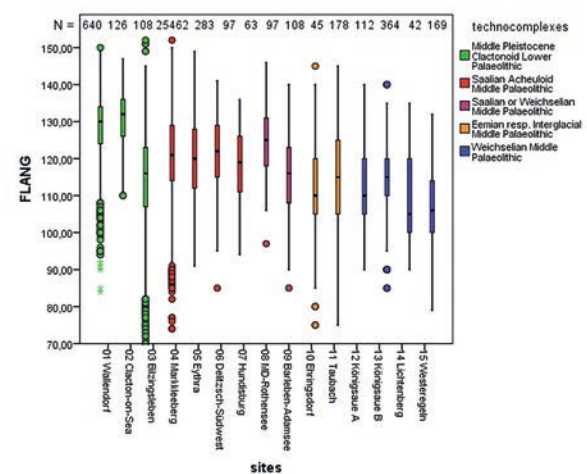 N = 640 126 108 25462 283 97 63 97 108 45 178 112 364 42 169
technocomplexes
Middle Pleistocene
Clactonoid Lower
Palaeolithic
Saalian Acheuloid
Middle Palaeolithic
Saalian or Weichselian
Middle Palaeolithic
Eemian resp. Interglacial
Middle Palaeolithic
Weichselian Middle
Palaeolithic
150,00
140,00
130,00
120,00
110,00
100,00
90,00
80,00
70,00
FLANG
01 Wallendorf
02 Clacton-on-Sea
03 Bilzingsleben
04 Markkleeberg
05 Eythra
06 Delitzsch-Südwest
07 Hundisburg
08 MD-Rothensee
09 Barleben-Adamsee
10 Ehringsdorf
11 Taubach
12 Königsaue A
13 Königsaue B
14 Lichtenberg
15 Westeregeln
sites